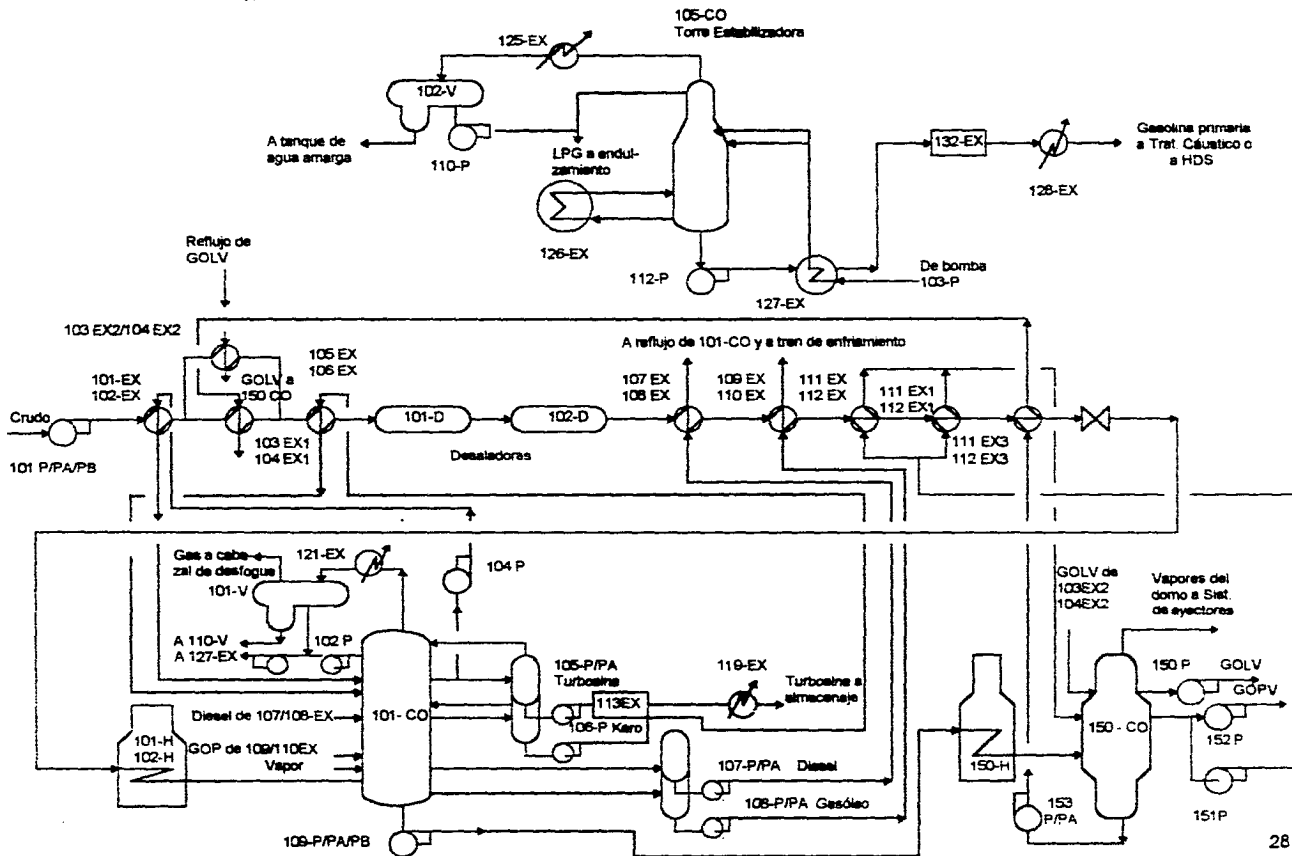 105-CO
Torre Estabilizadora
125-EX
102-V
A tanque de
agua amarga
110-P
LPG a endul-
zamiento
126-EX
132-EX
128-EX
Gasolina primaria
a Trat. Cáustico o
a HDS
112-P
127-EX
De bomba
103-P
Reflujo de
GOLV
103 EX2/104 EX2
101-EX
102-EX
Crudo
101 P/PA/PB
GOLV a
150 CO
103 EX1
104 EX1
105 EX
106 EX
101-D
102-D
Desaladoras
A reflujo de 101-CO y a tren de enfriamiento
107 EX
108 EX
109 EX
110 EX
111 EX
112 EX
111 EX1
112 EX1
111 EX3
112 EX3
Gas a cabe
zal de desfogue
121-EX
101-V
104 P
A 110-V
A 127-EX
102 P
105-P/PA
Turbosina
119-EX
Turbosina a
almacenaje
113EX
106-P Kero
101- CO
Diesel de 107/108-EX
GOP de 109/110EX
Vapor
101-H
102-H
107-P/PA Diesel
108-P/PA Gasóleo
109-P/PA/PB
GOLV de
103EX2
104EX2
Vapores del
domo a Sist.
de eyectores
150 P
GOLV
GOPV
150 - CO
152P
150-H
153
P/PA
151P
28